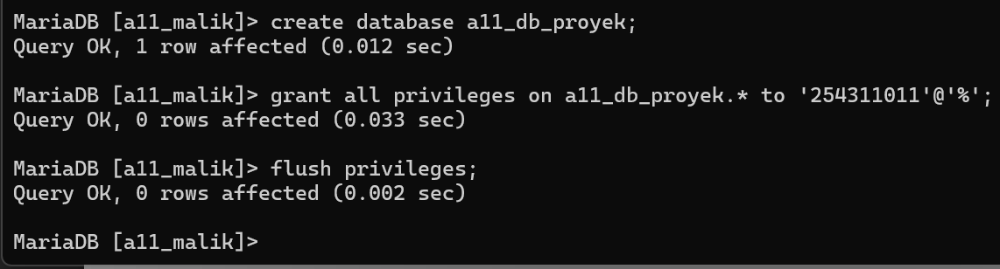 MariaDB [a11_malik]> create database a11_db_proyek;
Query OK, 1 row affected (0.012 sec)
MariaDB [a11_malik]> grant all privileges on a11_db_proyek.* to '254311011'@'%';
Query OK, 0 rows affected (0.033 sec)
MariaDB [a11_malik]> flush privileges;
Query OK, 0 rows affected (0.002 sec)
MariaDB [a11_malik]>